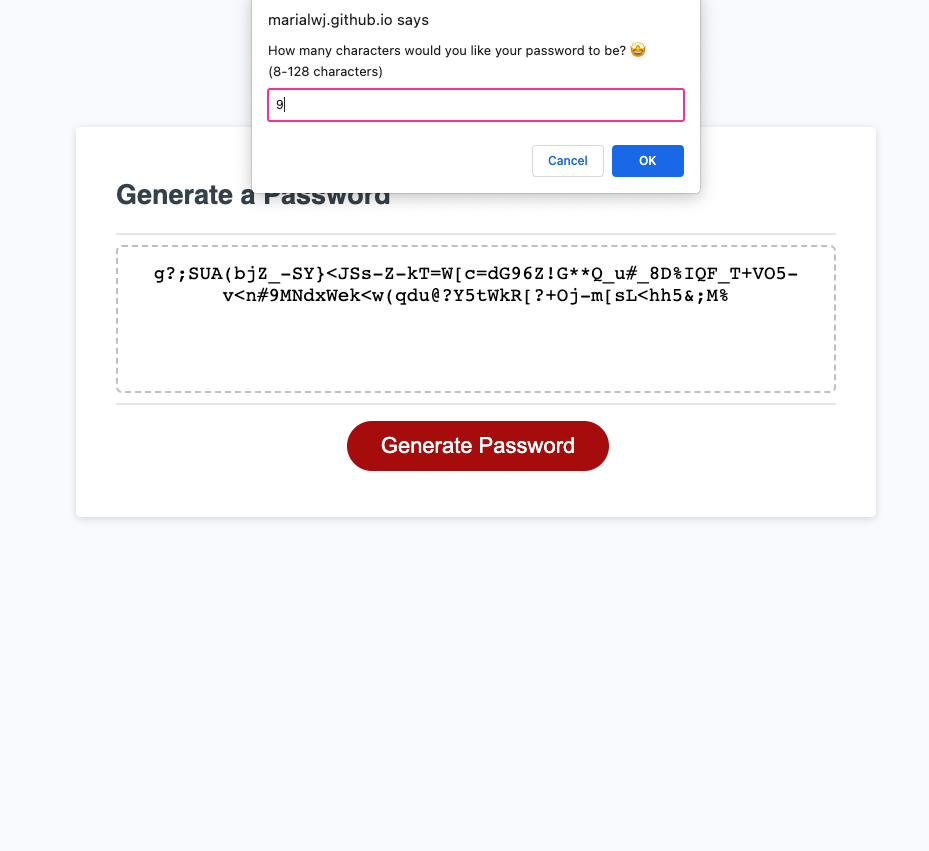 marialwj.github.io says
How many characters would you like your password to be? 🤩
(8-128 characters)
9
Cancel
OK
Generate a Password
g?;SUA(bjZ_-SY}<JSs-Z-kT=W[c=dG96Z!G**Q_u#_8D%IQF_T+VO5-
v<n#9MNdxWek<w(qdu@?Y5tWkR[?+Oj-m[sL<hh5&;M%
Generate Password